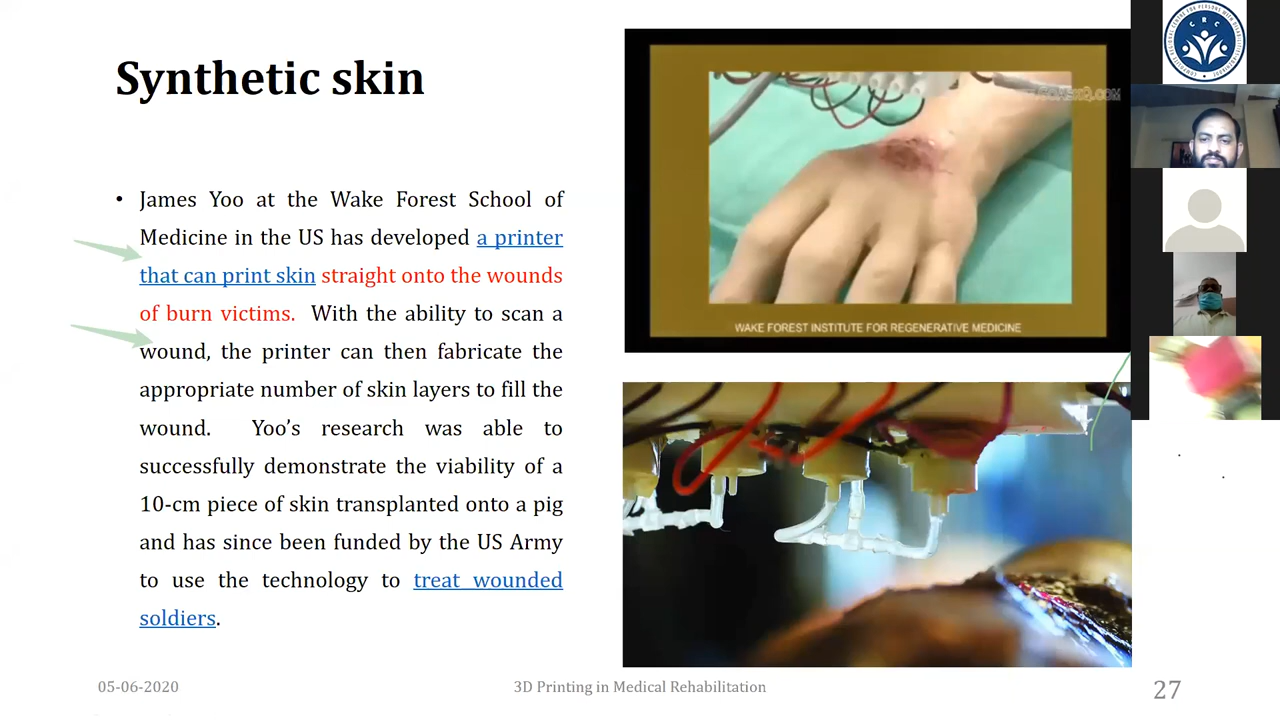 Synthetic skin
• James Yoo at the Wake Forest School of
Medicine in the US has developed a printer
that can print skin straight onto the wounds
of burn victims. With the ability to scan a
wound, the printer can then fabricate the
appropriate number of skin layers to fill the
wound. Yoo’s research was able to
successfully demonstrate the viability of a
10-cm piece of skin transplanted onto a pig
and has since been funded by the US Army
to use the technology to treat wounded
soldiers.
WAKE FOREST INSTITUTE FOR REGENERATIVE MEDICINE
CRC
05-06-2020
3D Printing in Medical Rehabilitation
27